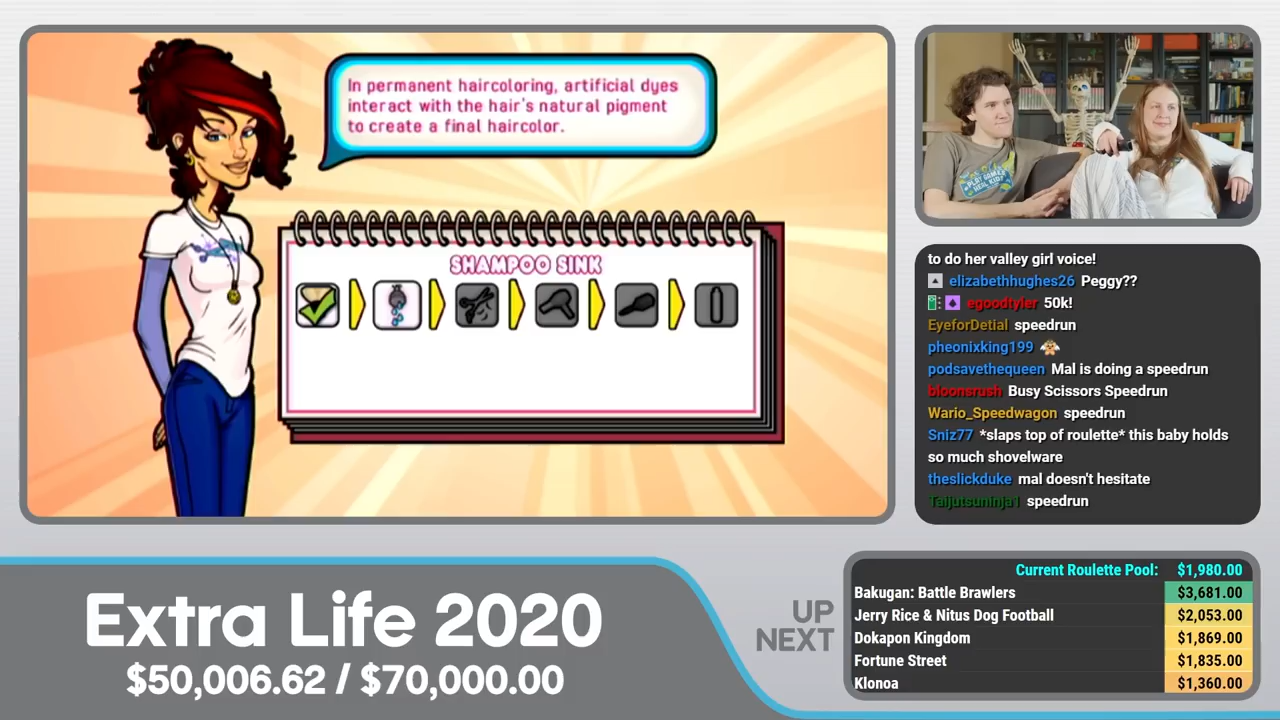 In permanent haircoloring, artificial dyes
interact with the hair's natural pigment
to create a final haircolor.
SHAMPOO SINK
to do her valley girl voice!
elizabethhughes26 Peggy??
egoodtyler 50k!
EyeforDetial speedrun
pheonixking199
podsavethequeen Mal is doing a speedrun
bloonsrush Busy Scissors Speedrun
Wario_Speedwagon speedrun
Sniz77 *slaps top of roulette* this baby holds
so much shovelware
theslickduke mal doesn't hesitate
Taijutsuninja1 speedrun
Extra Life 2020
$50,006.62 / $70,000.00
UP
NEXT
Current Roulette Pool: $1,980.00
Bakugan: Battle Brawlers $3,681.00
Jerry Rice & Nitus Dog Football $2,053.00
Dokapon Kingdom $1,869.00
Fortune Street $1,835.00
Klonoa $1,360.00